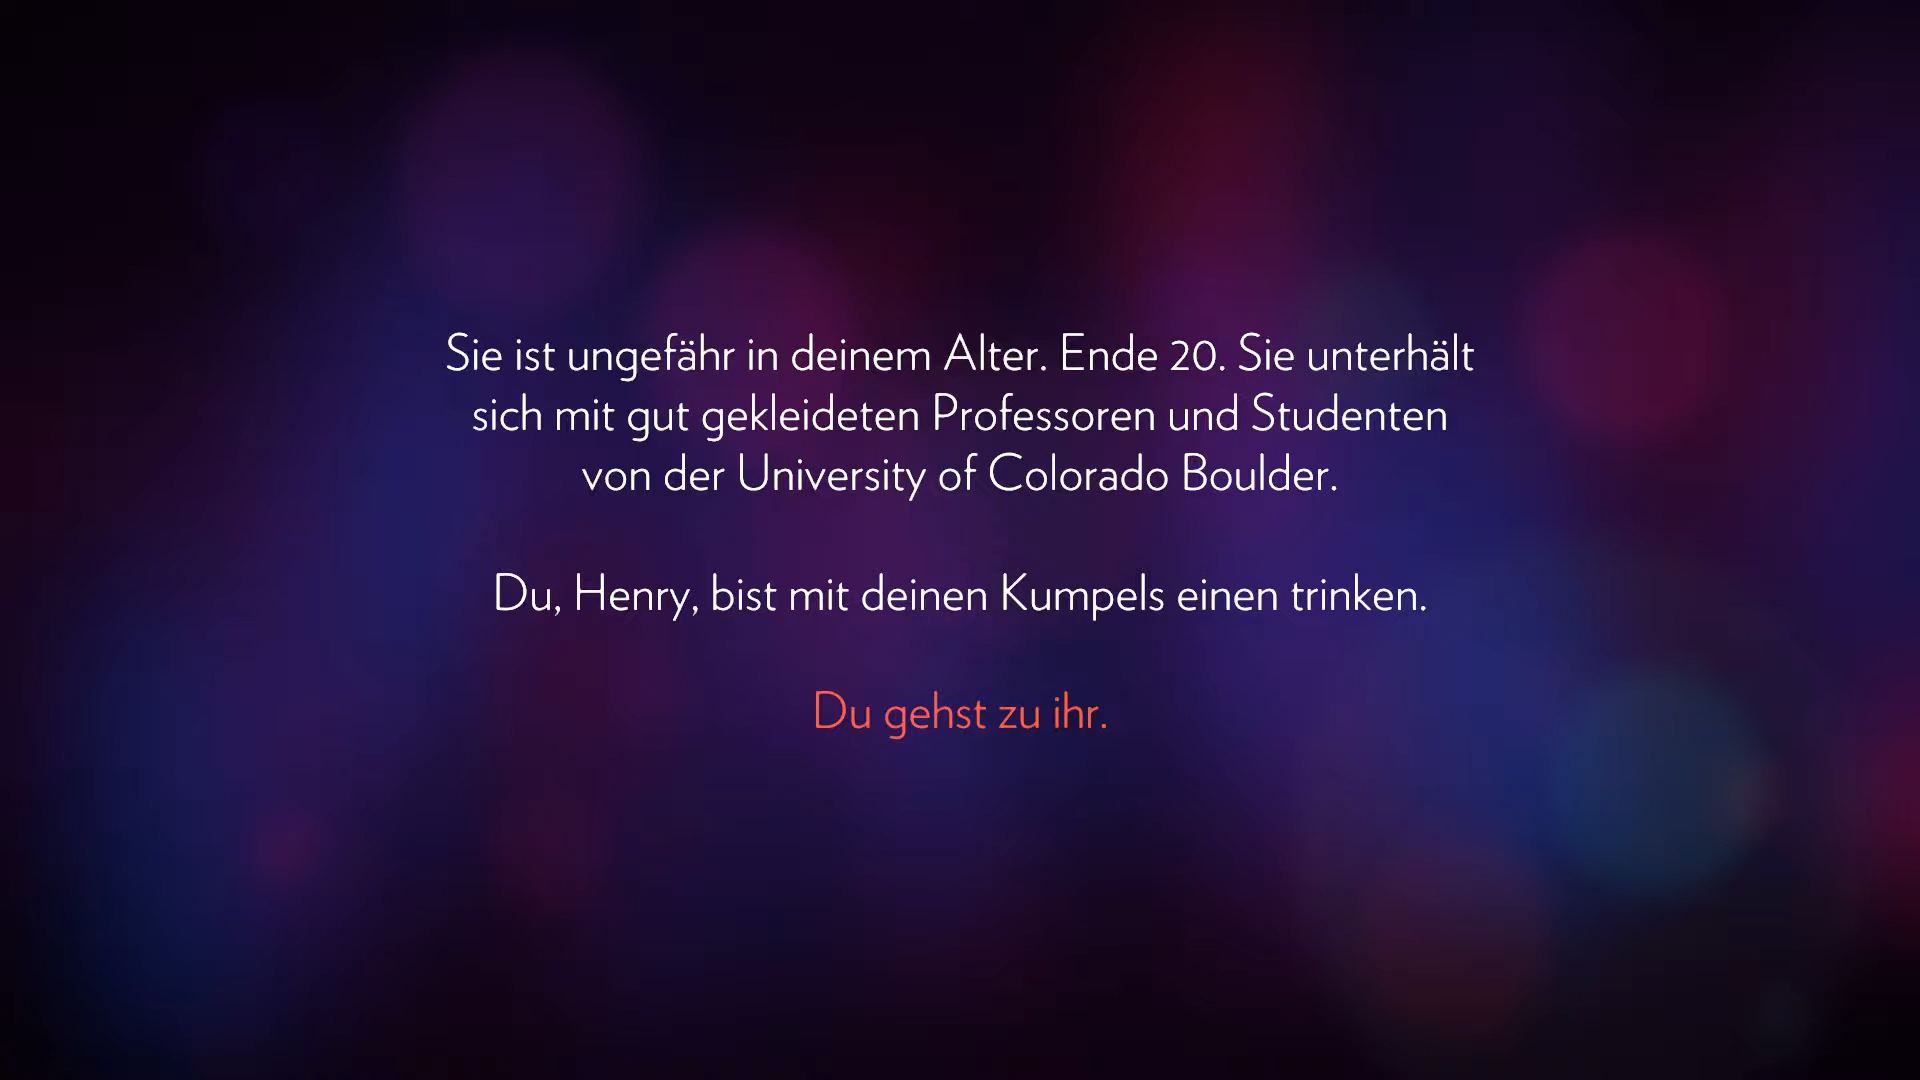 Sie ist ungefähr in deinem Alter. Ende 20. Sie unterhält
sich mit gut gekleideten Professoren und Studenten
von der University of Colorado Boulder.
Du, Henry, bist mit deinen Kumpels einen trinken.
Du gehst zu ihr.